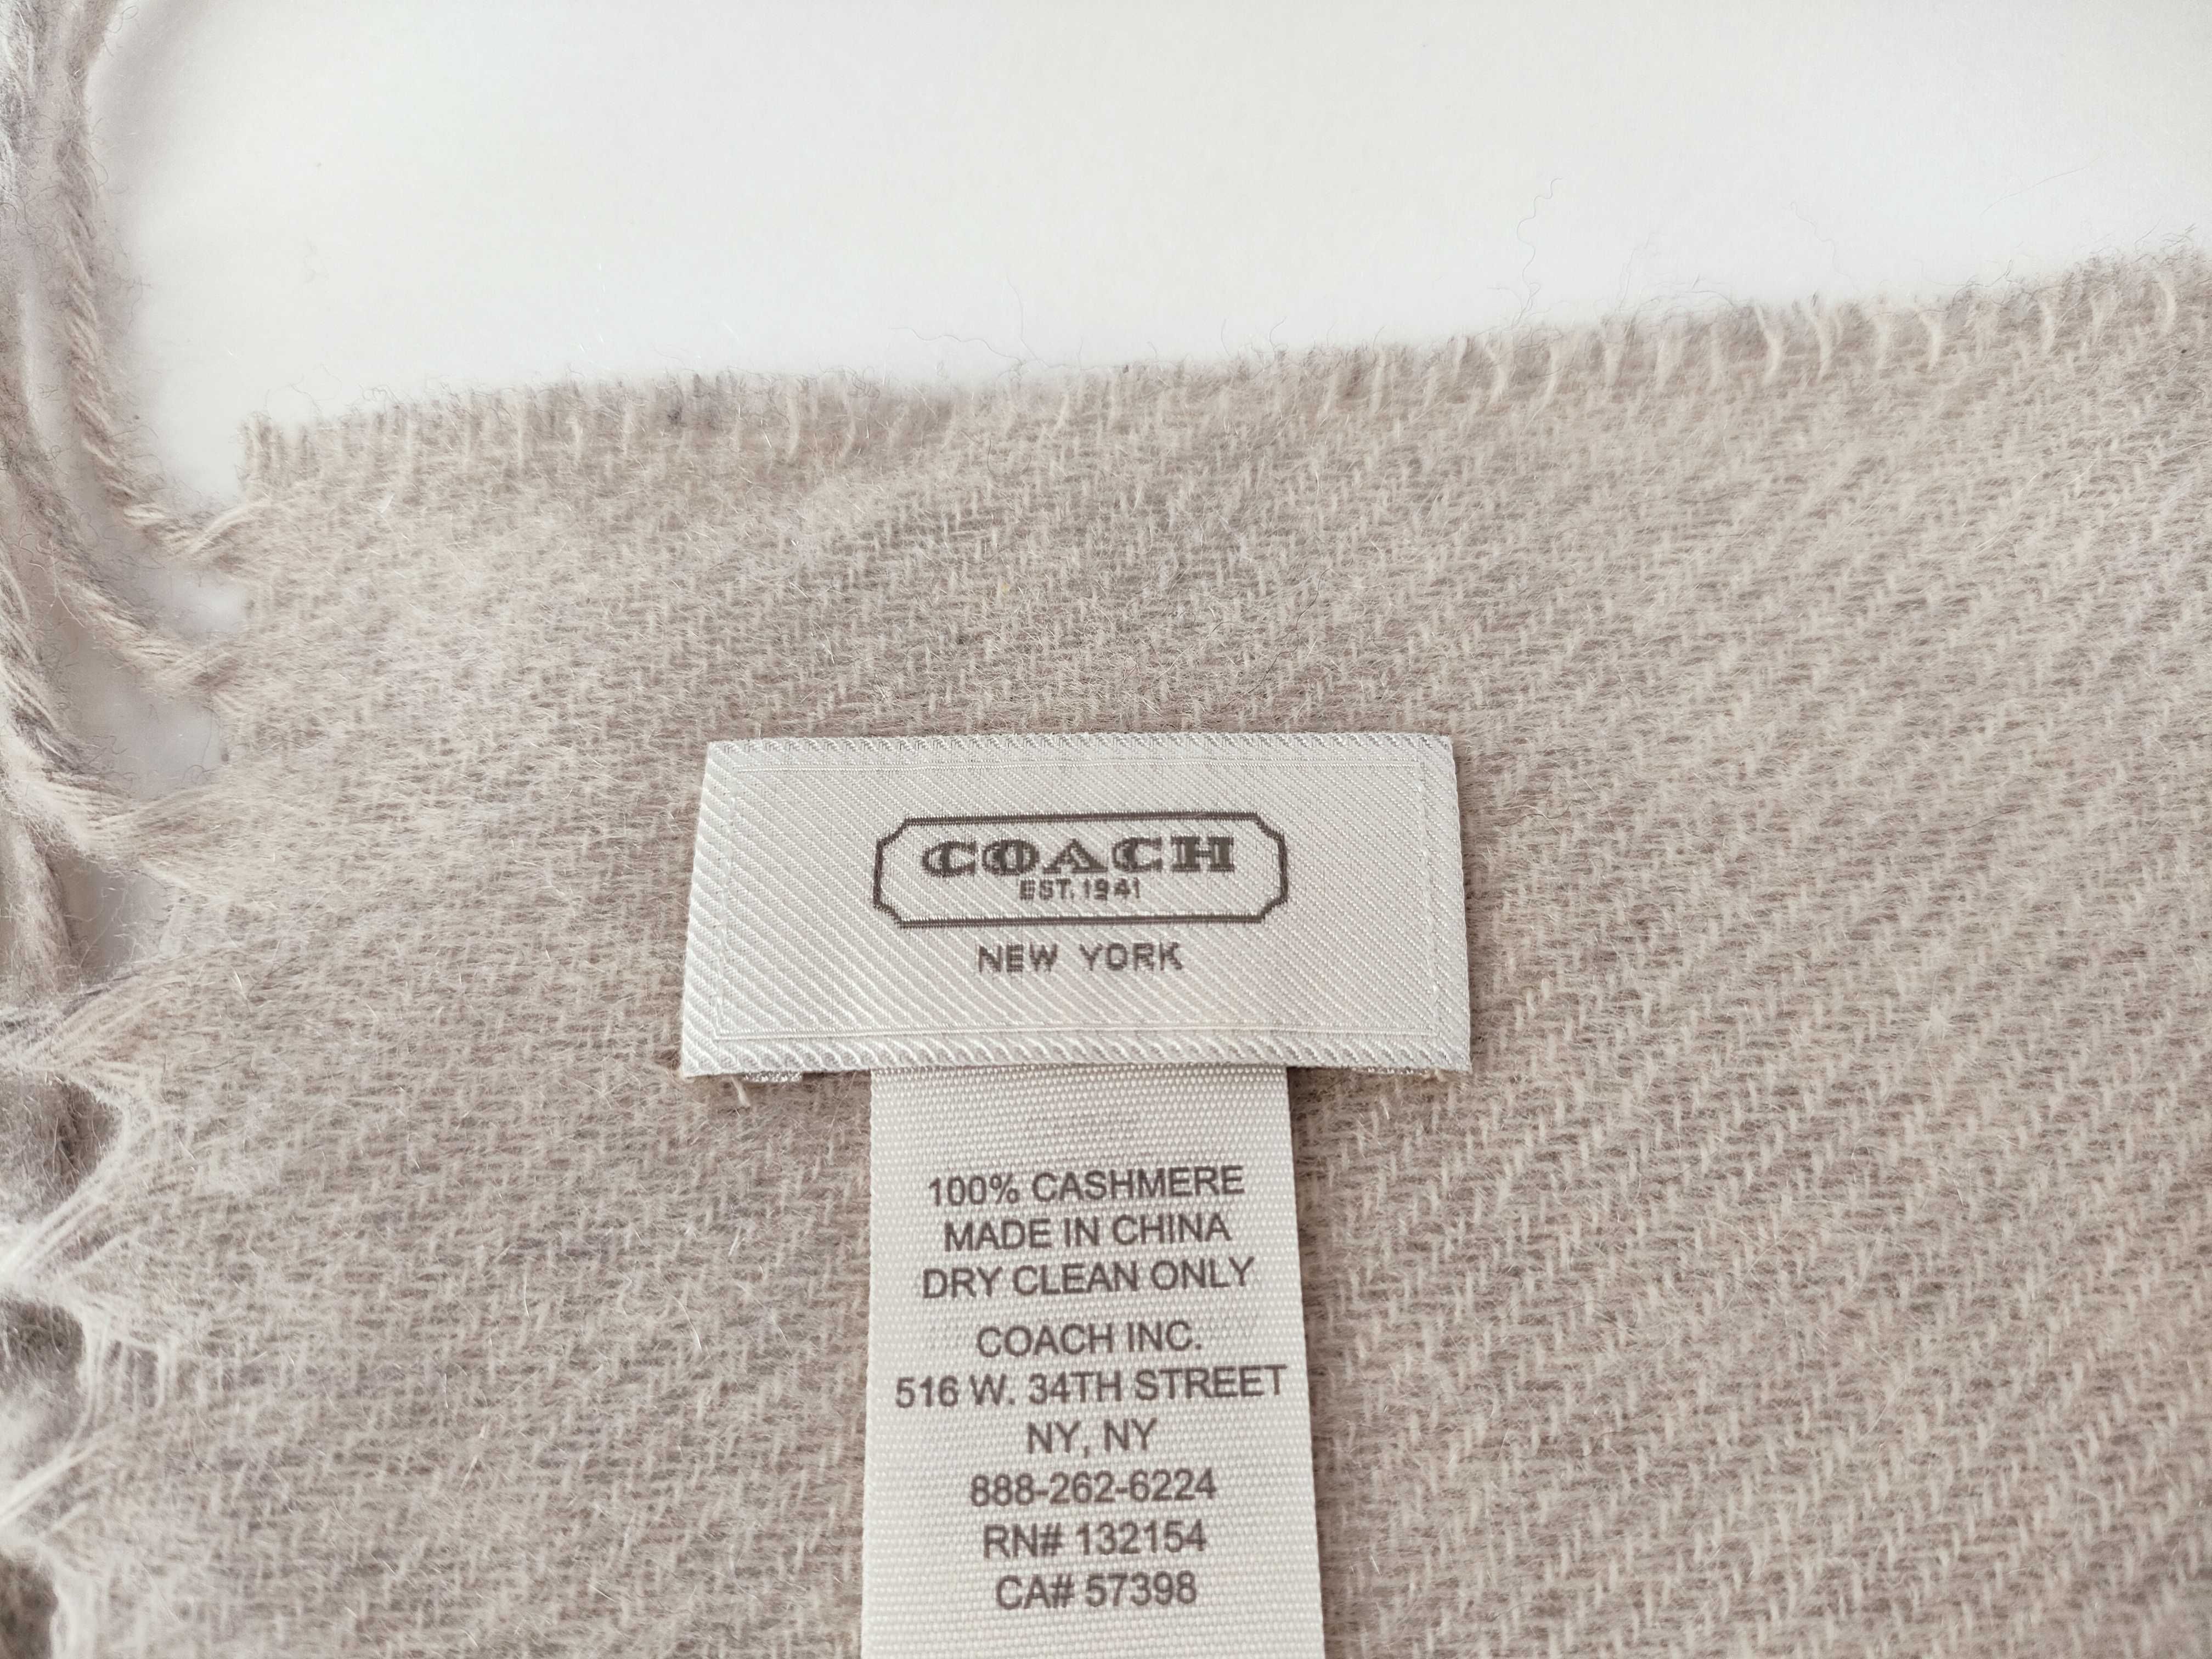 COACH
EST. 1941
NEW YORK
100% CASHMERE
MADE IN CHINA
DRY CLEAN ONLY
COACH INC.
516 W. 34TH STREET
NY, NY
888-262-6224
RN# 132154
CA# 57398